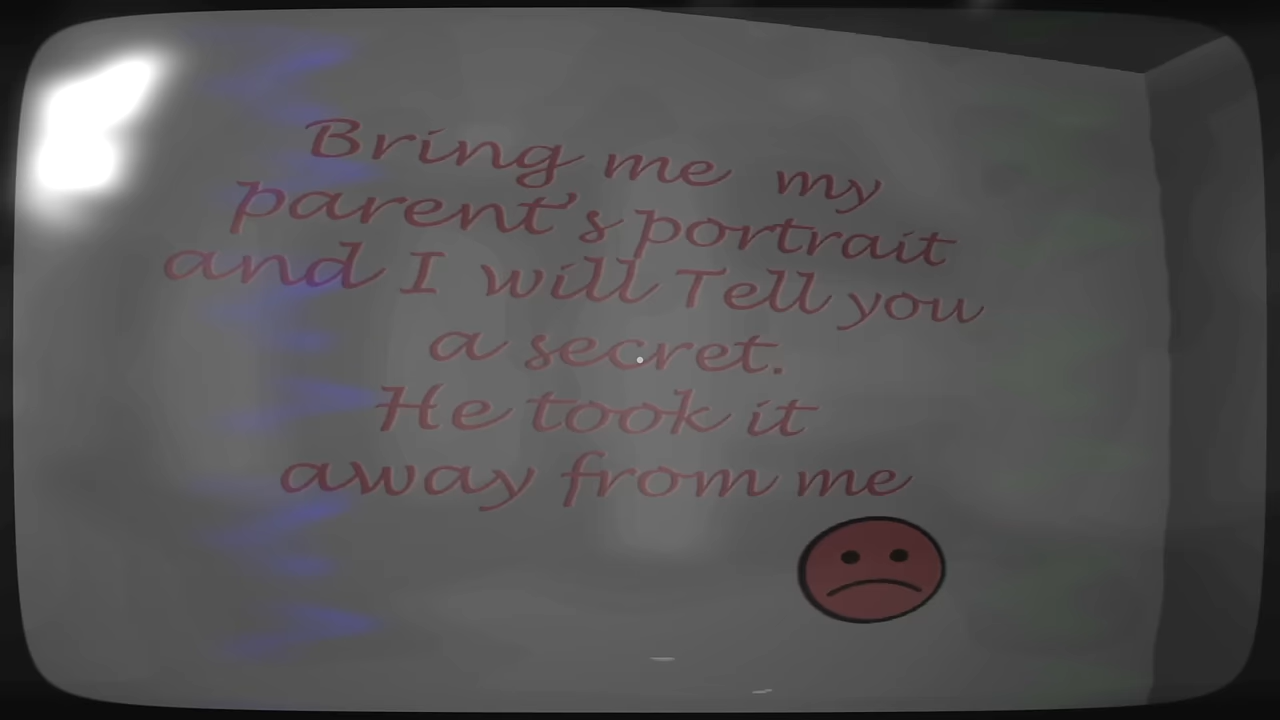 Bring me my
parent's portrait
and I will Tell you
a secret.
He took it
away from me